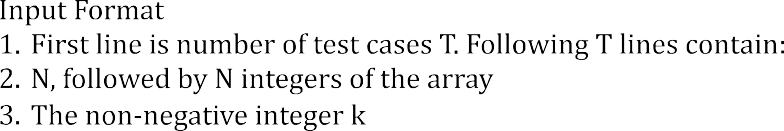 Input Format
1. First line is number of test cases T. Following T lines contain:
2. N, followed by N integers of the array
3. The non-negative integer k